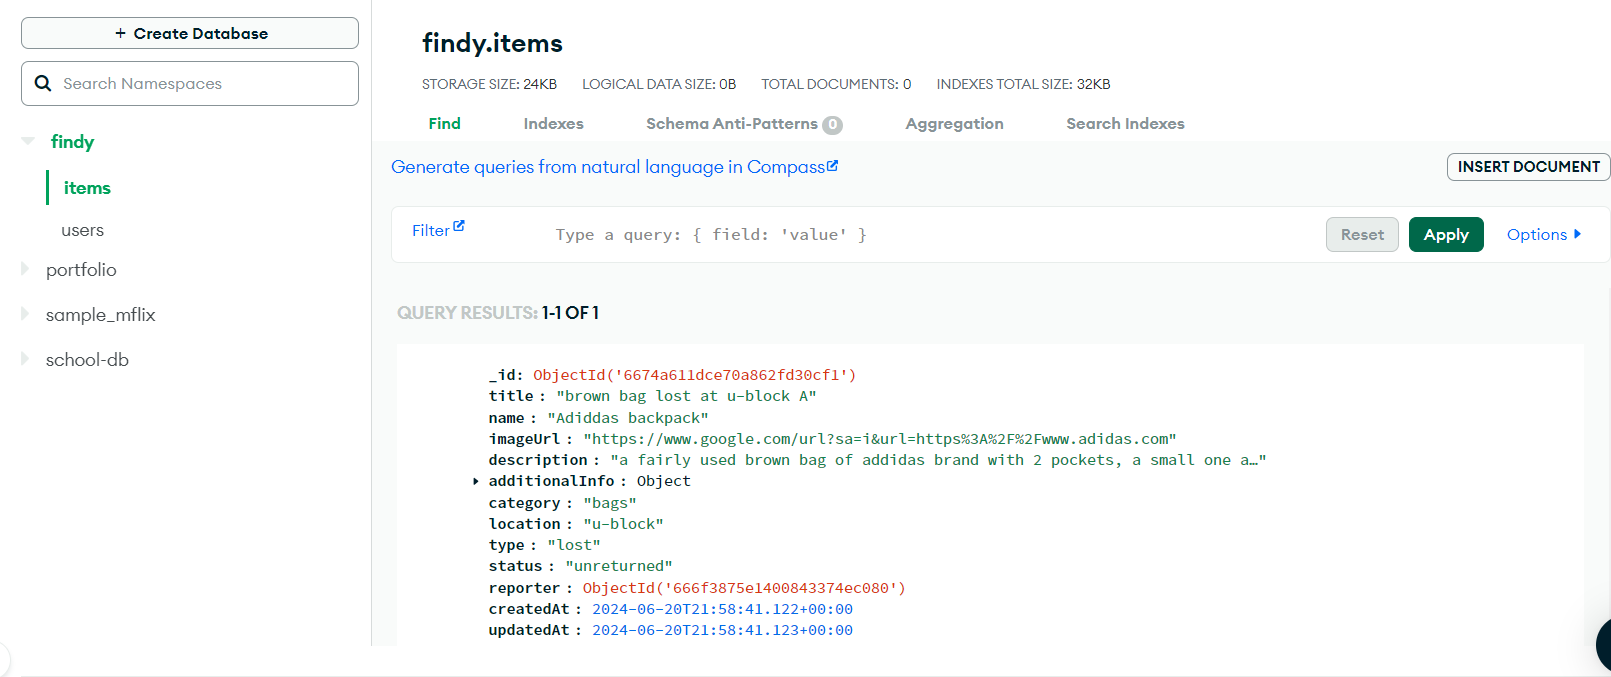 + Create Database
Search Namespaces
findy
items
users
portfolio
sample_mflix
school-db
findy.items
STORAGE SIZE: 24KB LOGICAL DATA SIZE: 0B TOTAL DOCUMENTS: 0 INDEXES TOTAL SIZE: 32KB
Find Indexes Schema Anti-Patterns 0 Aggregation Search Indexes
Generate queries from natural language in Compass
INSERT DOCUMENT
Filter Type a query: { field: 'value' } Reset Apply Options
QUERY RESULTS: 1-1 OF 1
_id: ObjectId('6674a611dce70a862fd30cf1')
title : "brown bag lost at u-block A"
name : "Adiddas backpack"
imageUrl : "https://www.google.com/url?sa=i&url=https%3A%2F%2Fwww.adidas.com"
description : "a fairly used brown bag of addidas brand with 2 pockets, a small one a…"
additionalInfo : Object
category : "bags"
location : "u-block"
type : "lost"
status : "unreturned"
reporter : ObjectId('666f3875e1400843374ec080')
createdAt : 2024-06-20T21:58:41.122+00:00
updatedAt : 2024-06-20T21:58:41.123+00:00